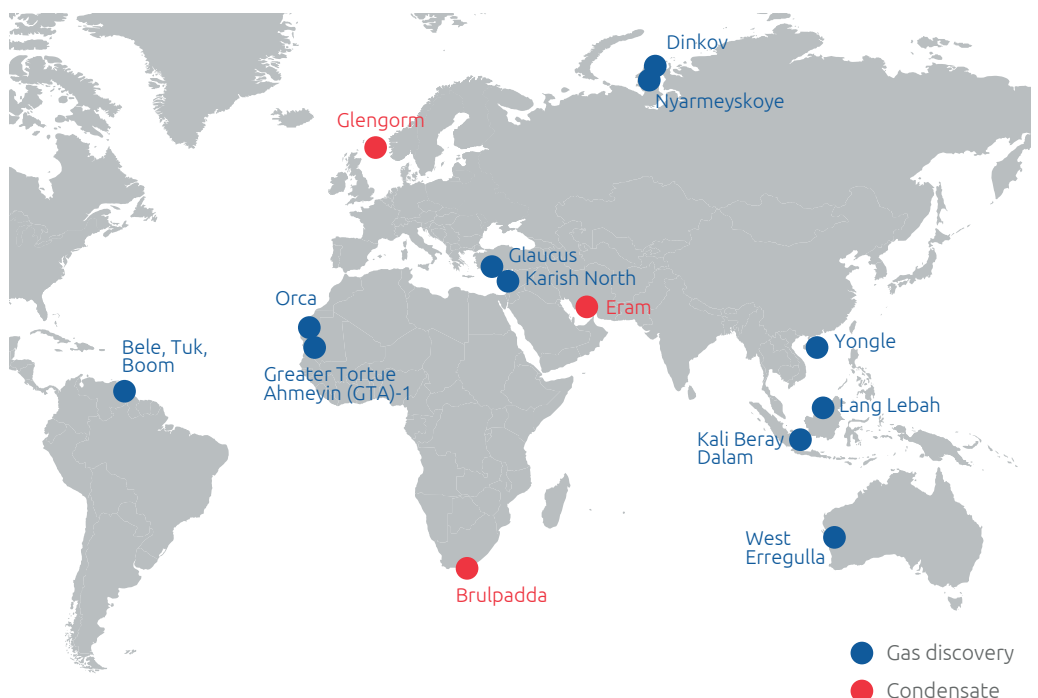 Dinkov
Nyarmeyskoye
Glengorm
Glaucus
Karish North
Orca
Eram
Bele, Tuk,
Boom
Yongle
Greater Tortue
Ahmeyin (GTA)-1
Lang Lebah
Kali Beray
Dalam
West
Erregulla
Brulpadda
Gas discovery
Condensate